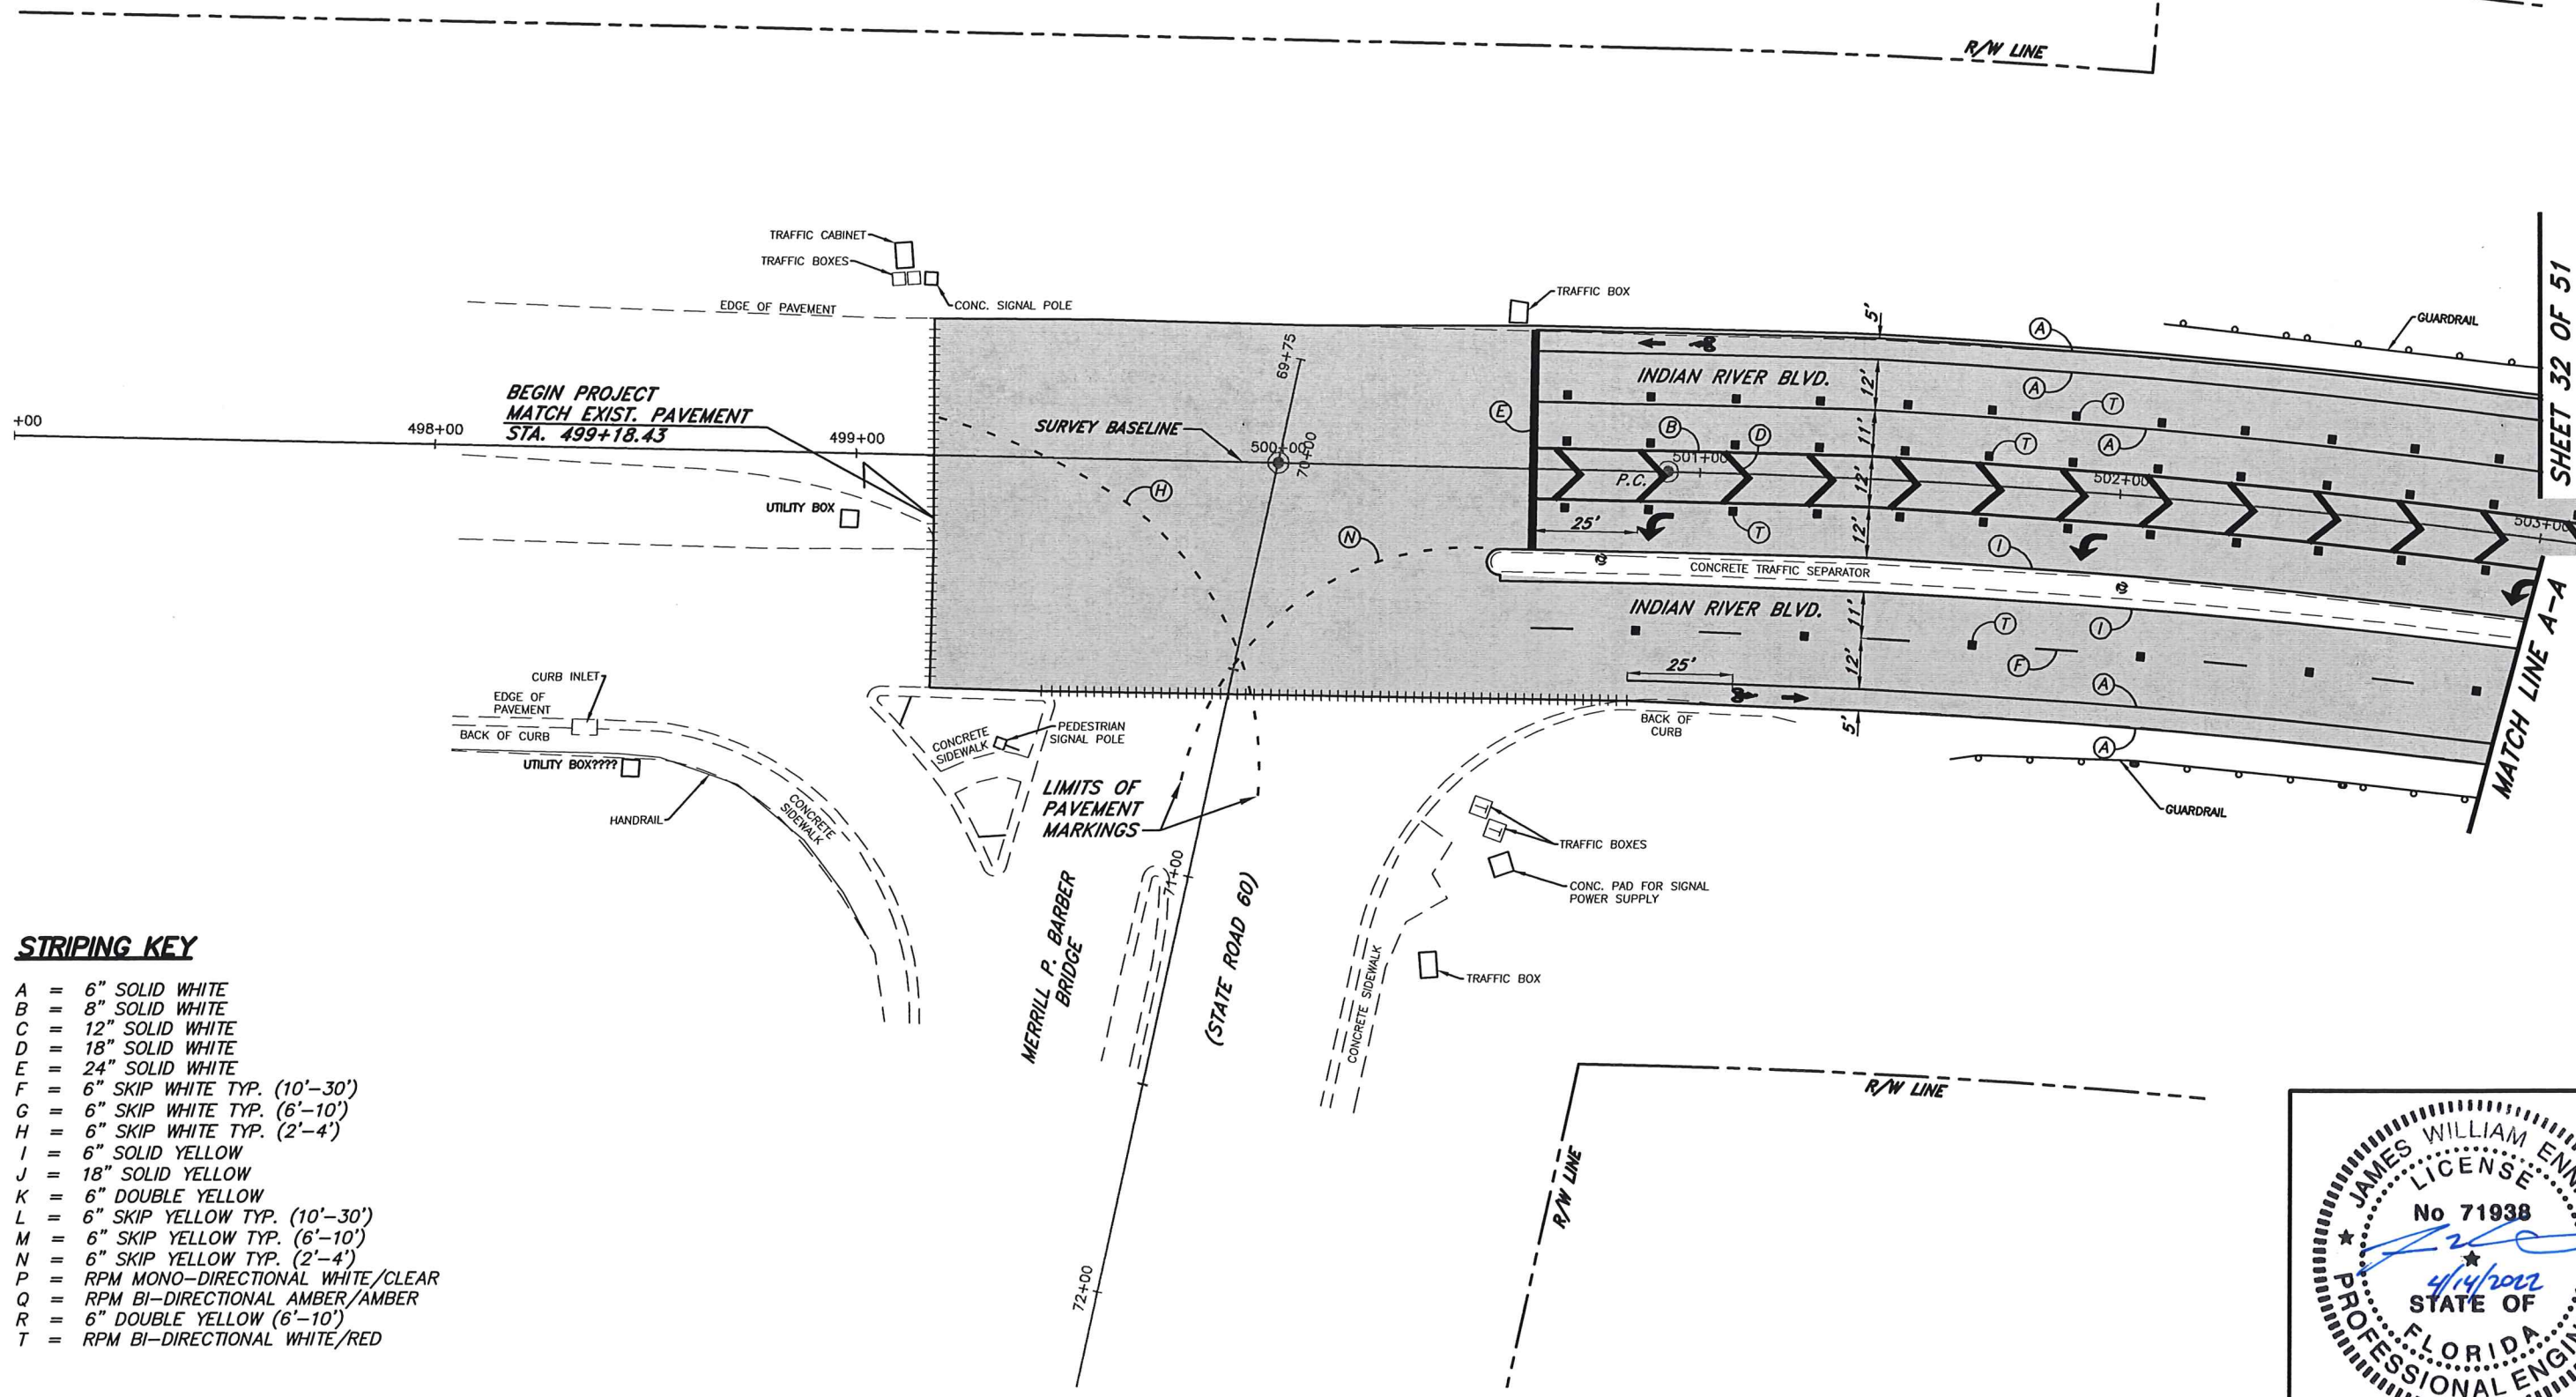 R/W LINE
TRAFFIC CABINET
TRAFFIC BOXES
CONC. SIGNAL POLE
EDGE OF PAVEMENT
TRAFFIC BOX
5'
A
GUARDRAIL
SHEET 32 OF 51
69+75
BEGIN PROJECT
MATCH EXIST. PAVEMENT
STA. 499+18.43
+00
498+00
499+00
SURVEY BASELINE
500+00
70+00
INDIAN RIVER BLVD.
12'
A
T
E
B
D
11'
T
A
501+00
P.C.
12'
502+00
503+00
H
UTILITY BOX
25'
N
T
12'
I
CONCRETE TRAFFIC SEPARATOR
INDIAN RIVER BLVD.
11'
T
I
F
MATCH LINE A-A
25'
12'
A
CURB INLET
EDGE OF
PAVEMENT
BACK OF CURB
UTILITY BOX????
HANDRAIL
CONCRETE
SIDEWALK
CONCRETE
SIDEWALK
PEDESTRIAN
SIGNAL POLE
BACK OF
CURB
5'
A
GUARDRAIL
LIMITS OF
PAVEMENT
MARKINGS
TRAFFIC BOXES
CONC. PAD FOR SIGNAL
POWER SUPPLY
TRAFFIC BOX
71+00
MERRILL P. BARBER
BRIDGE
(STATE ROAD 60)
CONCRETE SIDEWALK
R/W LINE
R/W LINE
72+00
STRIPING KEY
A = 6" SOLID WHITE
B = 8" SOLID WHITE
C = 12" SOLID WHITE
D = 18" SOLID WHITE
E = 24" SOLID WHITE
F = 6" SKIP WHITE TYP. (10'-30')
G = 6" SKIP WHITE TYP. (6'-10')
H = 6" SKIP WHITE TYP. (2'-4')
I = 6" SOLID YELLOW
J = 18" SOLID YELLOW
K = 6" DOUBLE YELLOW
L = 6" SKIP YELLOW TYP. (10'-30')
M = 6" SKIP YELLOW TYP. (6'-10')
N = 6" SKIP YELLOW TYP. (2'-4')
P = RPM MONO-DIRECTIONAL WHITE/CLEAR
Q = RPM BI-DIRECTIONAL AMBER/AMBER
R = 6" DOUBLE YELLOW (6'-10')
T = RPM BI-DIRECTIONAL WHITE/RED
JAMES WILLIAM
LICENSE
No 71938
4/14/2022
STATE OF
FLORIDA
PROFESSIONAL